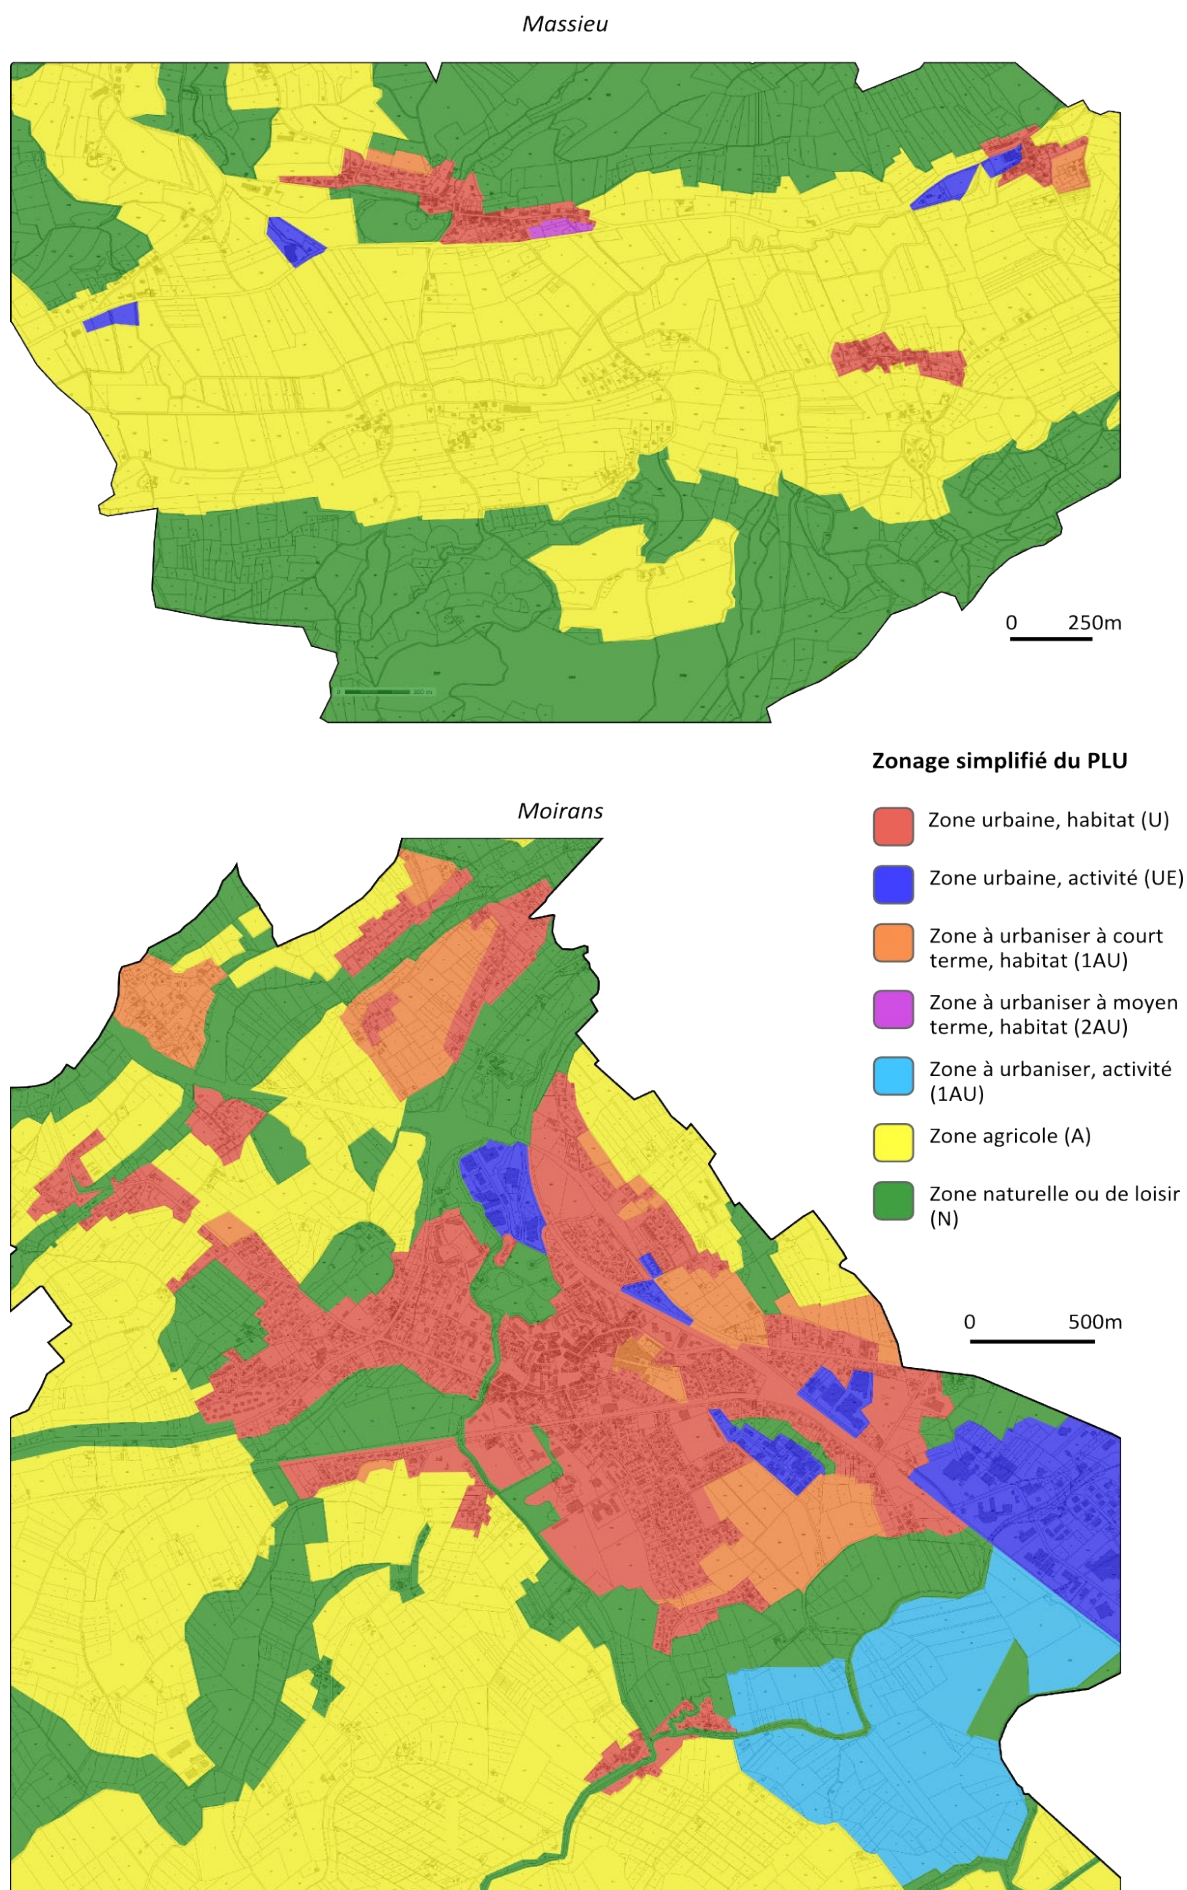 Massieu
0 250m
0 300 m
Zonage simplifié du PLU
Moirans
Zone urbaine, habitat (U)
Zone urbaine, activité (UE)
Zone à urbaniser à court
terme, habitat (1AU)
Zone à urbaniser à moyen
terme, habitat (2AU)
Zone à urbaniser, activité
(1AU)
Zone agricole (A)
Zone naturelle ou de loisir
(N)
0 500m